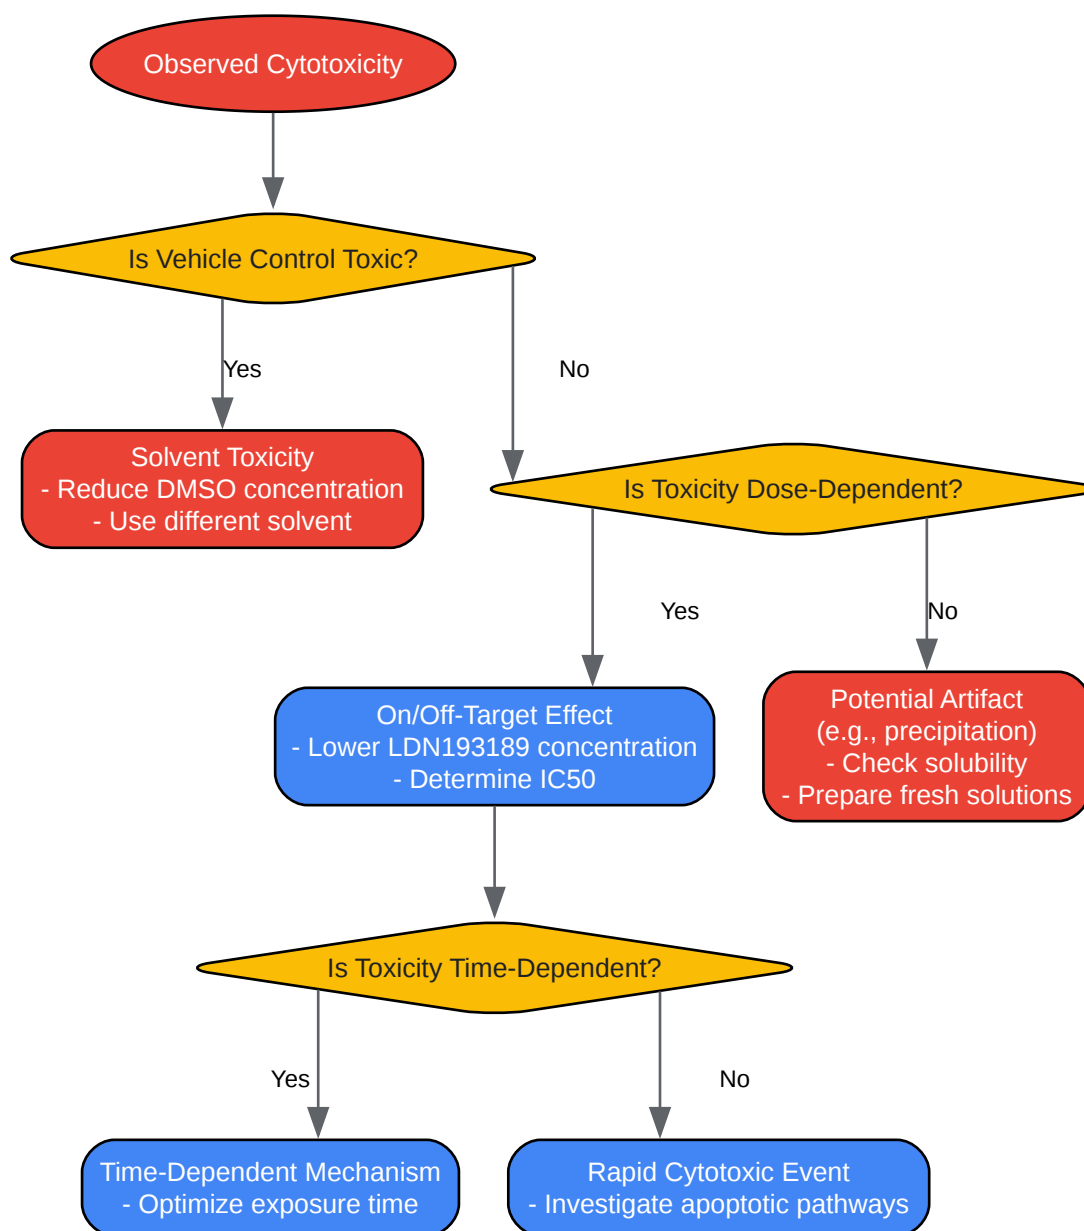 Observed Cytotoxicity
Is Vehicle Control Toxic?
Yes
No
Solvent Toxicity
- Reduce DMSO concentration
- Use different solvent
Is Toxicity Dose-Dependent?
Yes
No
On/Off-Target Effect
- Lower LDN193189 concentration
- Determine IC50
Potential Artifact
(e.g., precipitation)
- Check solubility
- Prepare fresh solutions
Is Toxicity Time-Dependent?
Yes
No
Time-Dependent Mechanism
- Optimize exposure time
Rapid Cytotoxic Event
- Investigate apoptotic pathways